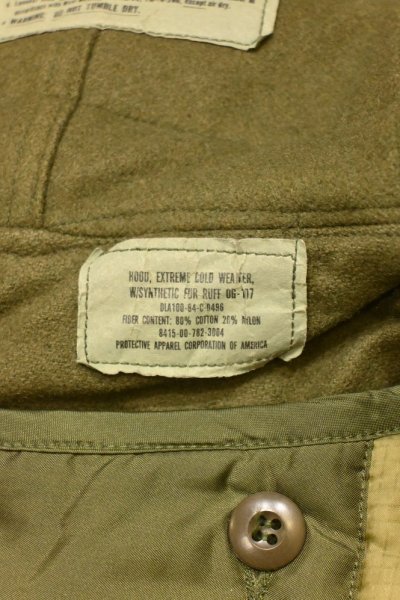 WARNING: DO NOT TUMBLE DRY.
HOOD, EXTREME COLD WEATHER,
W/SYNTHETIC FUR RUFF OG-107
DLA100-84-C-0496
FIBER CONTENT: 80% COTTON 20% NYLON
8415-00-782-3004
PROTECTIVE APPAREL CORPORATION OF AMERICA